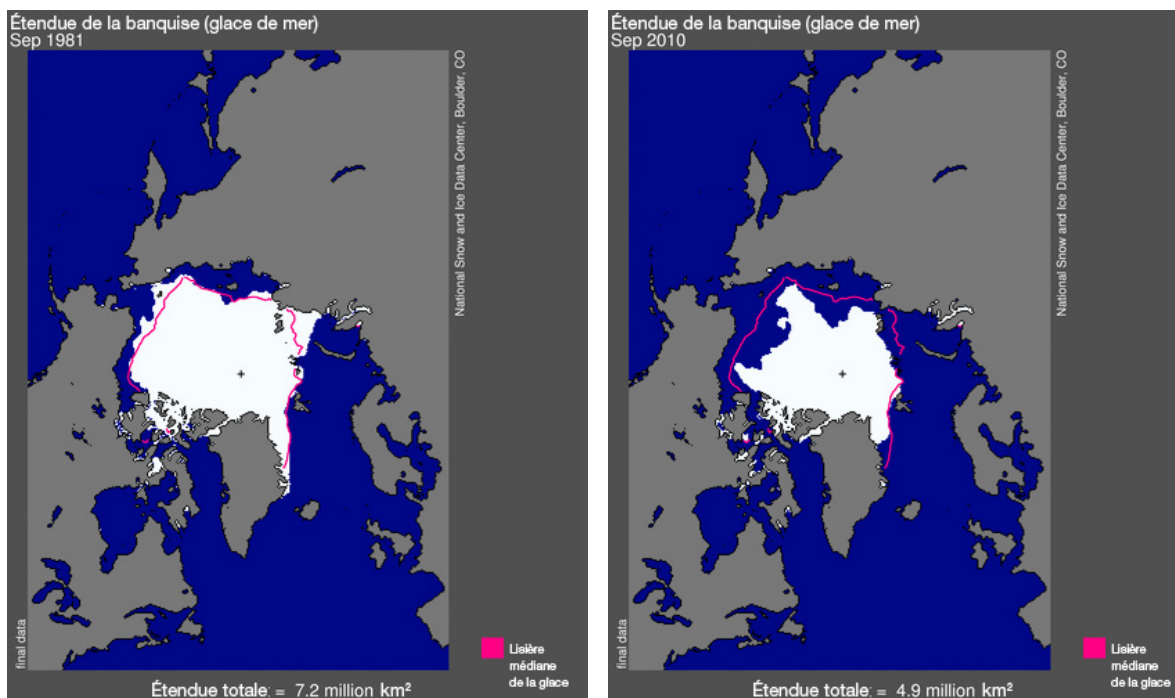 Étendue de la banquise (glace de mer)
Sep 1981
National Snow and Ice Data Center, Boulder, CO
final data
Lisière
médiane
de la glace
Étendue totale: = 7.2 million km²
Étendue de la banquise (glace de mer)
Sep 2010
National Snow and Ice Data Center, Boulder, CO
final data
Lisière
médiane
de la glace
Étendue totale: = 4.9 million km²